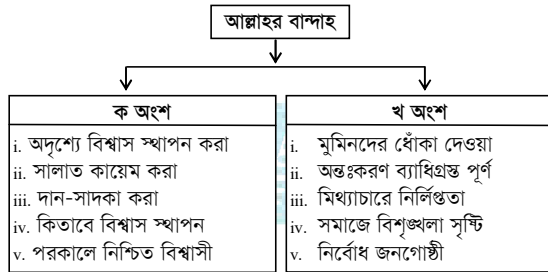 আল্লাহর বান্দাহ
ক অংশ
i. অদৃশ্যে বিশ্বাস স্থাপন করা
ii. সালাত কায়েম করা
iii. দান-সাদকা করা
iv. কিতাবে বিশ্বাস স্থাপন
v. পরকালে নিশ্চিত বিশ্বাসী
খ অংশ
i. মুমিনদের ধোঁকা দেওয়া
ii. অন্তঃকরণ ব্যাধিগ্রস্ত পূর্ণ
iii. মিথ্যাচারে নির্লিপ্ততা
iv. সমাজে বিশৃঙ্খলা সৃষ্টি
v. নির্বোধ জনগোষ্ঠী